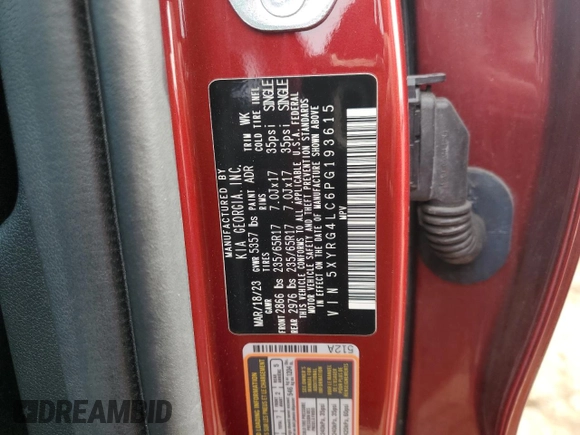 MANUFACTURED BY
KIA GEORGIA, INC.
MAR/18/23 GVWR 5357 lbs PAINT ADR TRIM WK
GAWR TIRES RIMS COLD TIRE INFL
FRONT 2866 lbs 235/65R17 7.0Jx17 35psi SINGLE
REAR 2976 lbs 235/65R17 7.0Jx17 35psi SINGLE
THIS VEHICLE CONFORMS TO ALL APPLICABLE U.S.A. FEDERAL
MOTOR VEHICLE SAFETY AND THEFT PREVENTION STANDARDS
IN EFFECT ON THE DATE OF MANUFACTURE SHOWN ABOVE
VIN 5XYRG4LC6PG193615
MPV
512A
DREAMBID